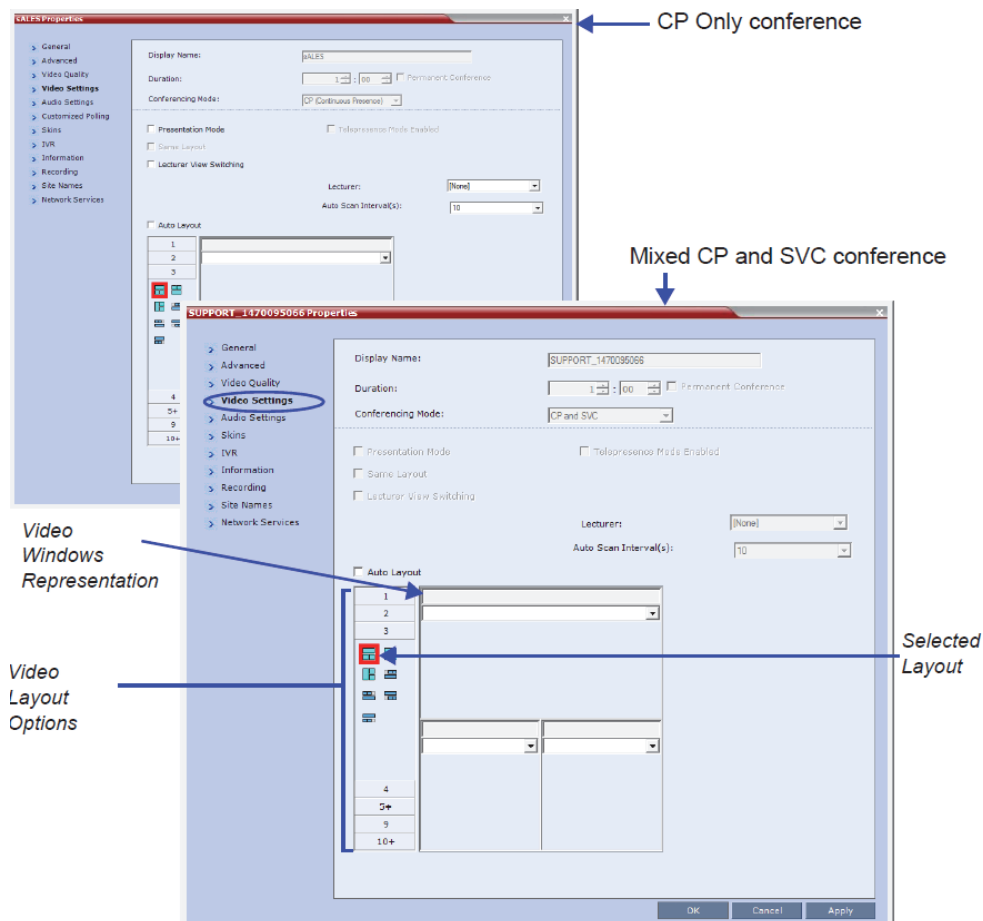 CP Only conference
sALES Properties
General
Advanced
Video Quality
Video Settings
Audio Settings
Customized Polling
Skins
IVR
Information
Recording
Site Names
Network Services
Display Name:
sALES
Duration:
1 : 00
Permanent Conference
Conferencing Mode:
CP (Continuous Presence)
Presentation Mode
Telepresence Mode Enabled
Same Layout
Lecturer View Switching
Lecturer:
[None]
Auto Scan Interval(s):
10
Auto Layout
1
2
3
4
5+
9
10+
Mixed CP and SVC conference
SUPPORT_1470095066 Properties
General
Advanced
Video Quality
Video Settings
Audio Settings
Skins
IVR
Information
Recording
Site Names
Network Services
Display Name:
SUPPORT_1470095066
Duration:
1 : 00
Permanent Conference
Conferencing Mode:
CP and SVC
Presentation Mode
Telepresence Mode Enabled
Same Layout
Lecturer View Switching
Lecturer:
[None]
Auto Scan Interval(s):
10
Auto Layout
1
2
3
4
5+
9
10+
OK
Cancel
Apply
Video
Windows
Representation
Video
Layout
Options
Selected
Layout